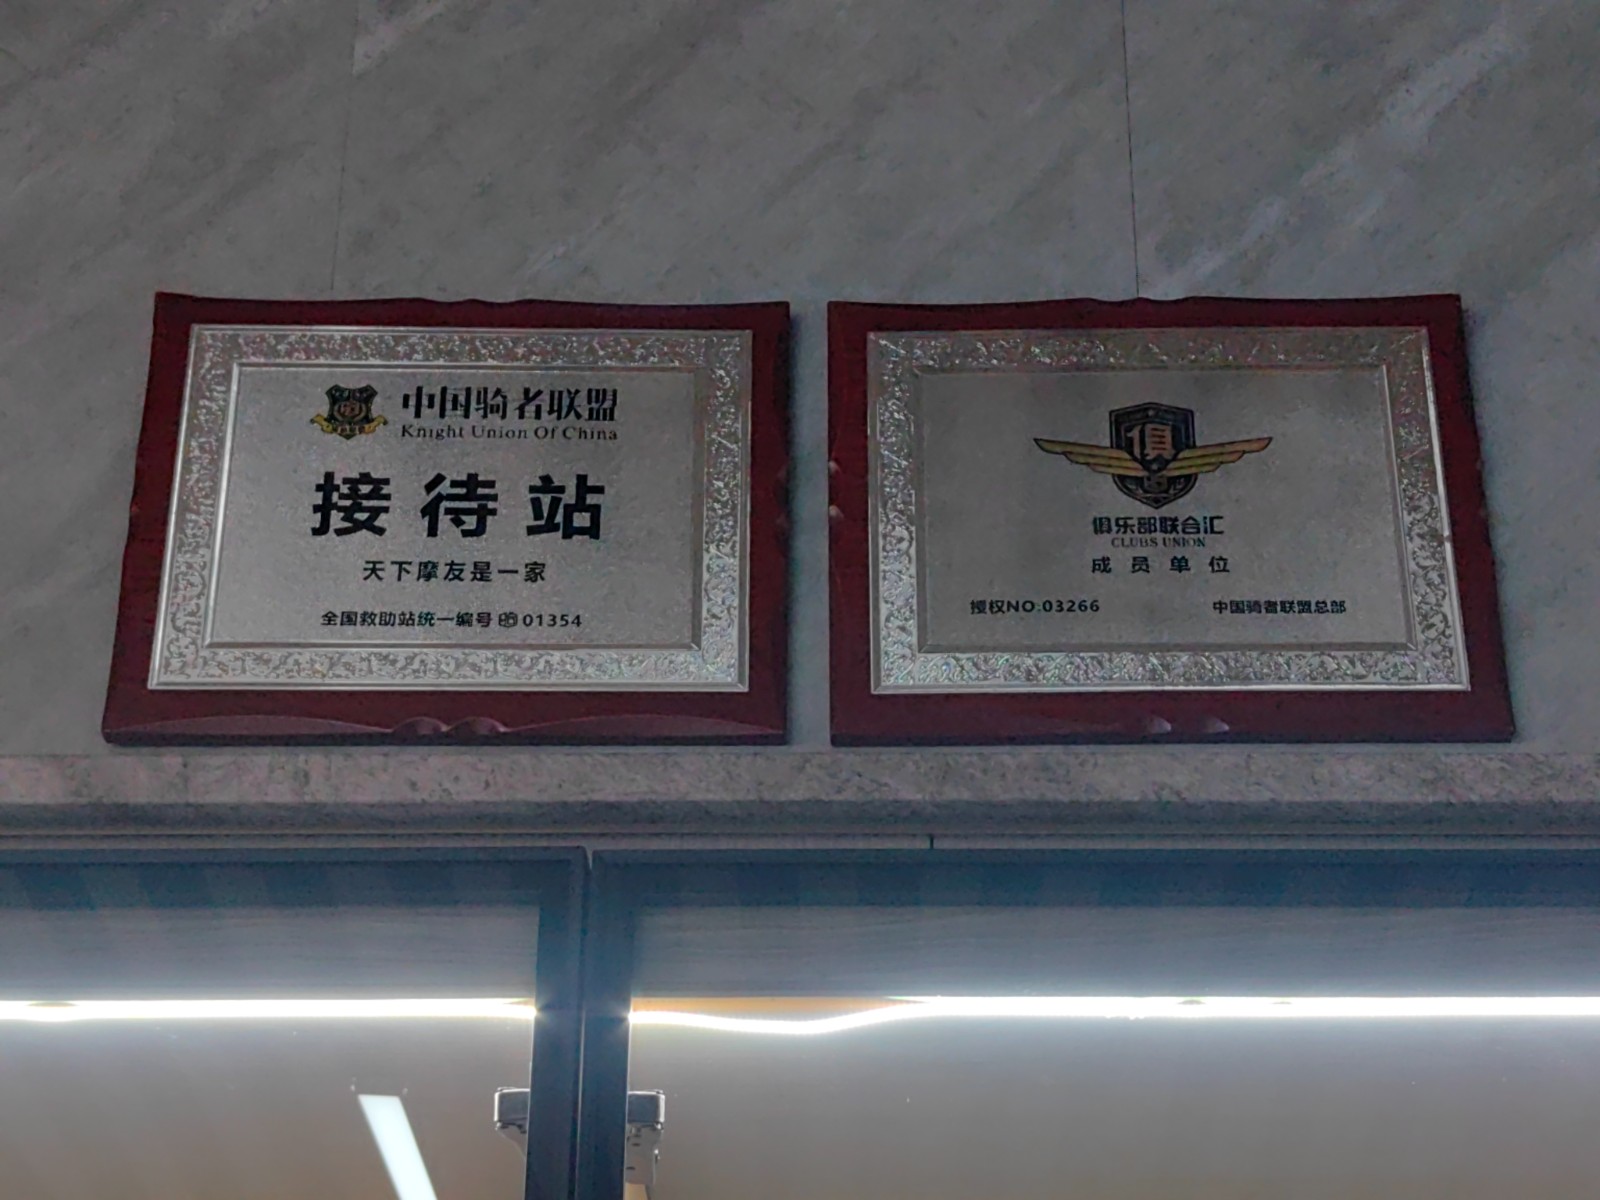 中国骑者联盟
Knight Union Of China
接待站
天下摩友是一家
全国救助站统一编号 01354
俱
俱乐部联合汇
CLUBS UNION
成员单位
授权NO:03266 中国骑者联盟总部